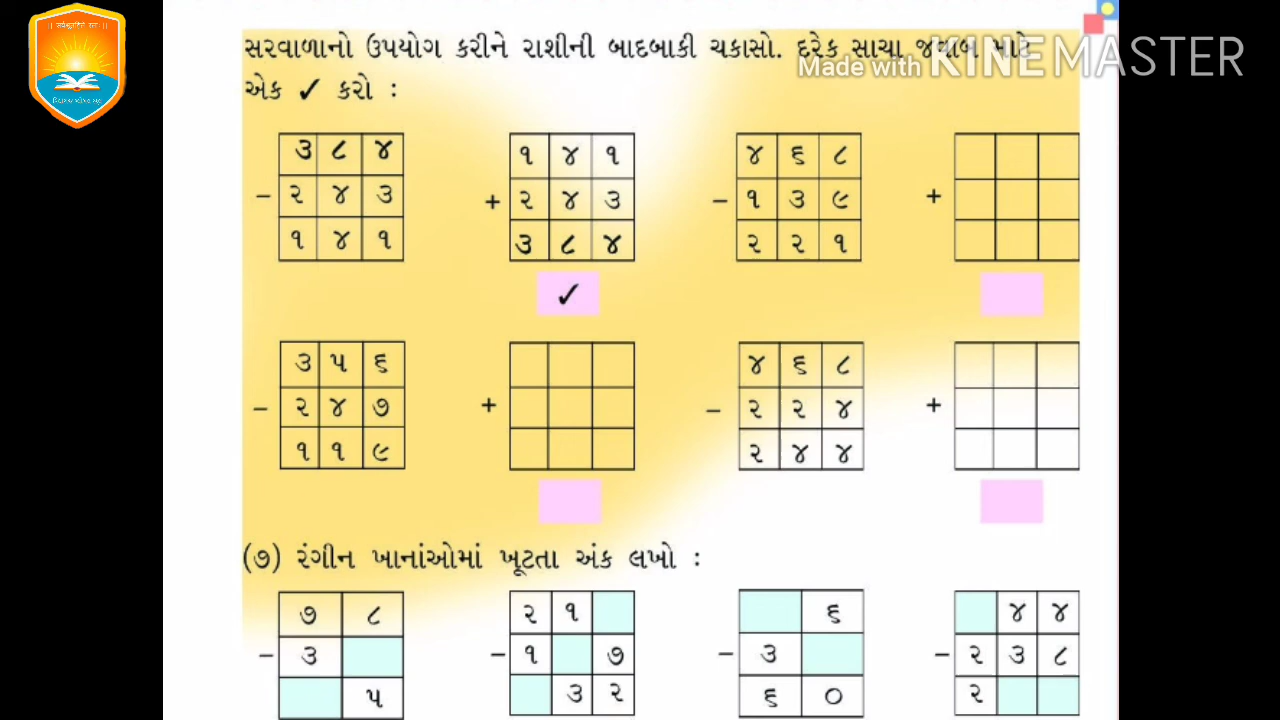 સરવાળાનો ઉપયોગ કરીને રાશીની બાદબાકી ચકાસો. દરેક સાચા જવાબ માટે
Made with KINEMASTER
એક ✓ કરો :
૩ ૮ ૪
- ૨ ૪ ૩
૧ ૪ ૧
૧ ૪ ૧
+ ૨ ૪ ૩
૩ ૮ ૪
✓
૪ ૬ ૮
- ૧ ૩ ૯
૨ ૨ ૧
+
૩ ૫ ૬
- ૨ ૪ ૭
૧ ૧ ૯
+
૪ ૬ ૮
- ૨ ૨ ૪
૨ ૪ ૪
+
(૭) રંગીન ખાનાંઓમાં ખૂટતા અંક લખો :
૭ ૮
- ૩
૫
૨ ૧
- ૧ ૭
૩ ૨
૬
- ૩
૬ ૦
૪ ૪
- ૨ ૩ ૮
૨